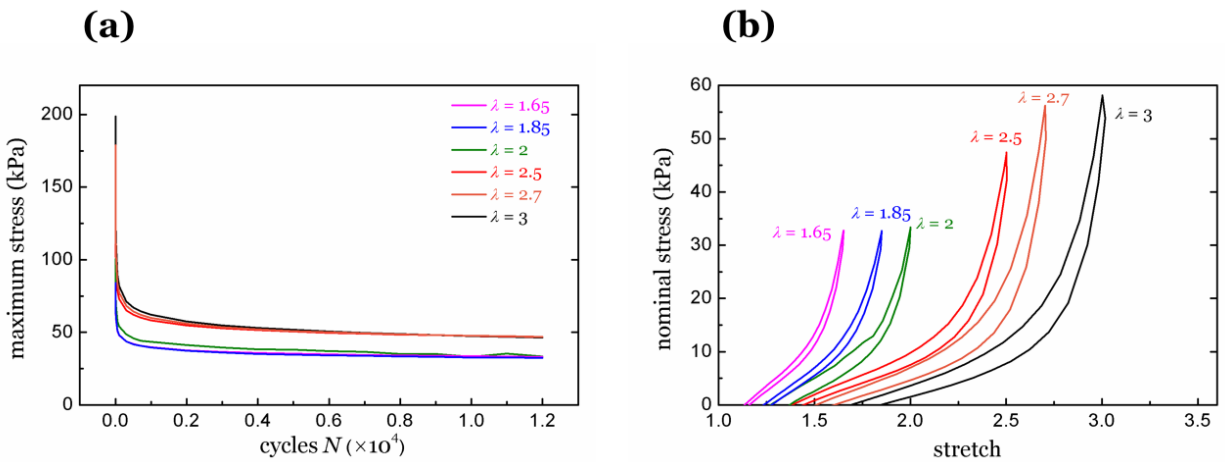 (a)
maximum stress (kPa)
200
150
100
50
0
0.0 0.2 0.4 0.6 0.8 1.0 1.2
cycles N (×10⁴)
λ = 1.65
λ = 1.85
λ = 2
λ = 2.5
λ = 2.7
λ = 3
(b)
nominal stress (kPa)
60
50
40
30
20
10
0
1.0 1.5 2.0 2.5 3.0 3.5
stretch
λ = 1.65
λ = 1.85
λ = 2
λ = 2.5
λ = 2.7
λ = 3